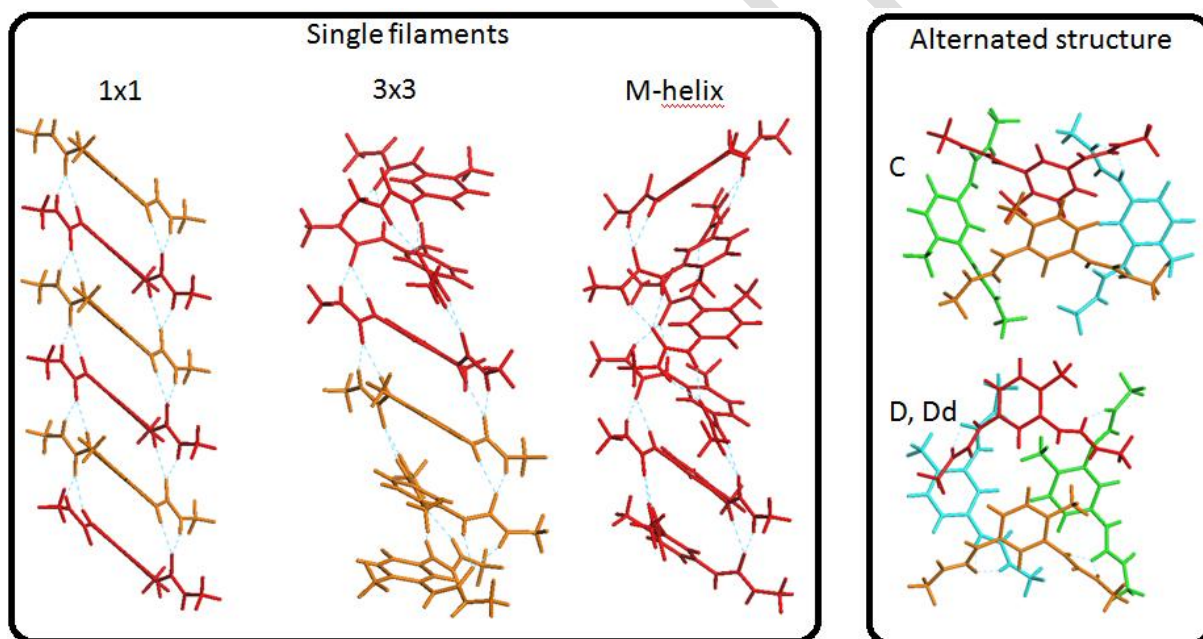 Single filaments
1x1
3x3
M-helix
Alternated structure
C
D, Dd